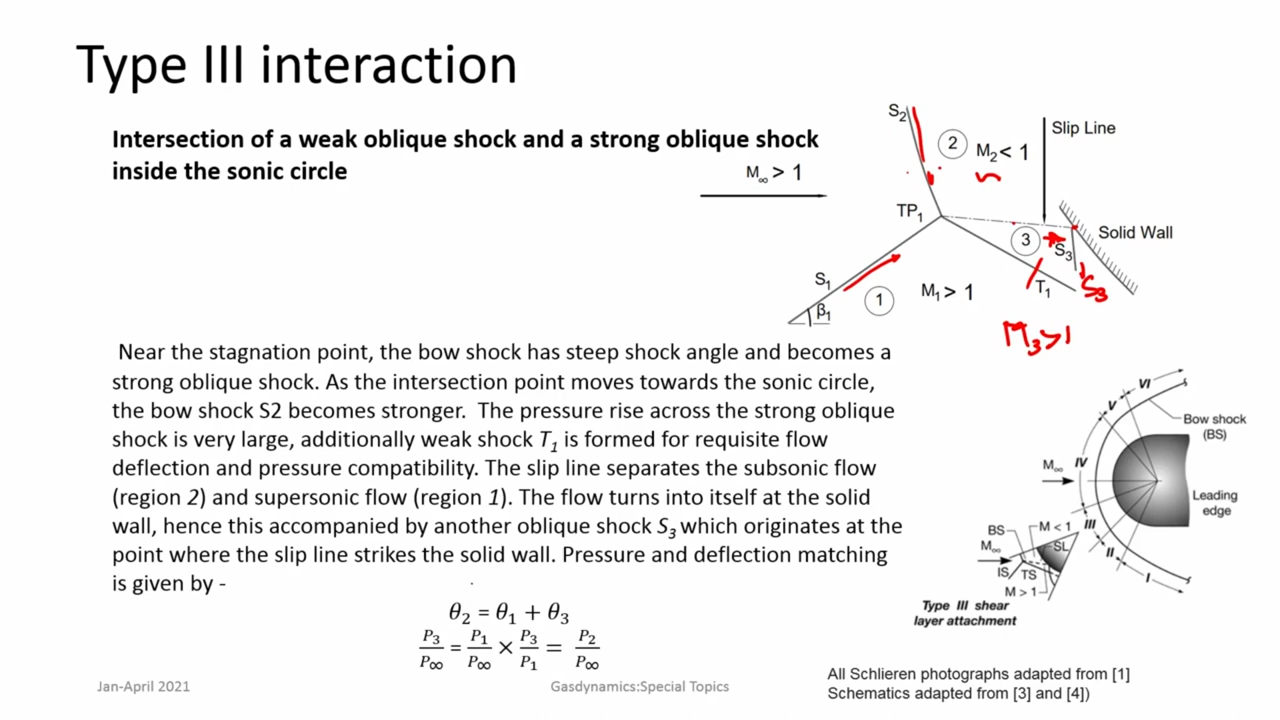 Type III interaction
Intersection of a weak oblique shock and a strong oblique shock
inside the sonic circle
M∞ > 1
S2
2
M2 < 1
Slip Line
TP1
3
S3
Solid Wall
S1
1
M1 > 1
T1
S3
β1
M3>1
Near the stagnation point, the bow shock has steep shock angle and becomes a
strong oblique shock. As the intersection point moves towards the sonic circle,
the bow shock S2 becomes stronger. The pressure rise across the strong oblique
shock is very large, additionally weak shock T1 is formed for requisite flow
deflection and pressure compatibility. The slip line separates the subsonic flow
(region 2) and supersonic flow (region 1). The flow turns into itself at the solid
wall, hence this accompanied by another oblique shock S3 which originates at the
point where the slip line strikes the solid wall. Pressure and deflection matching
is given by -
θ2 = θ1 + θ3
P3/P∞ = P1/P∞ × P3/P1 = P2/P∞
VI
V
Bow shock
(BS)
M∞
IV
Leading
edge
III
II
I
BS
M < 1
M∞
SL
IS
TS
M > 1
Type III shear
layer attachment
All Schlieren photographs adapted from [1]
Schematics adapted from [3] and [4])
Jan-April 2021
Gasdynamics:Special Topics